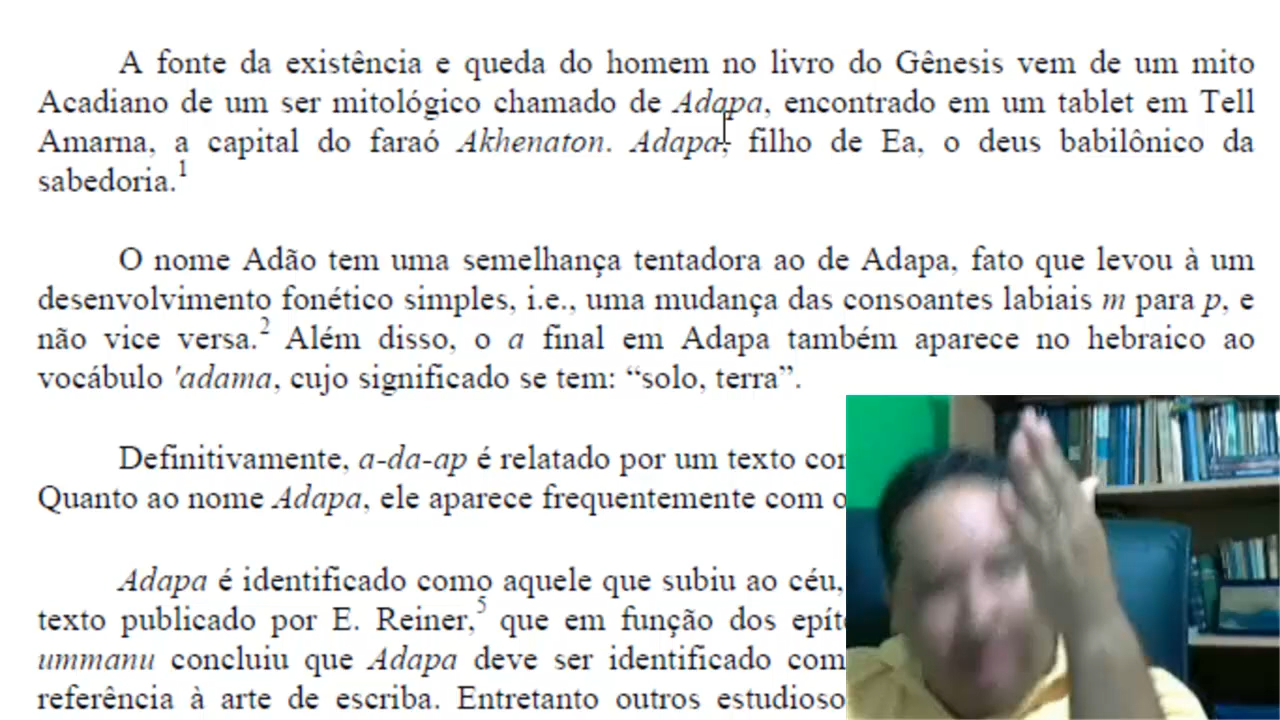 A fonte da existência e queda do homem no livro do Gênesis vem de um mito
Acadiano de um ser mitológico chamado de Adapa, encontrado em um tablet em Tell
Amarna, a capital do faraó Akhenaton. Adapa, filho de Ea, o deus babilônico da
sabedoria.1
O nome Adão tem uma semelhança tentadora ao de Adapa, fato que levou à um
desenvolvimento fonético simples, i.e., uma mudança das consoantes labiais m para p, e
não vice versa.2 Além disso, o a final em Adapa também aparece no hebraico ao
vocábulo 'adama, cujo significado se tem: “solo, terra”.
Definitivamente, a-da-ap é relatado por um texto
Quanto ao nome Adapa, ele aparece frequentemente com
Adapa é identificado como aquele que subiu ao céu,
texto publicado por E. Reiner,5 que em função dos
ummanu concluiu que Adapa deve ser identificado
referência à arte de escriba. Entretanto outros